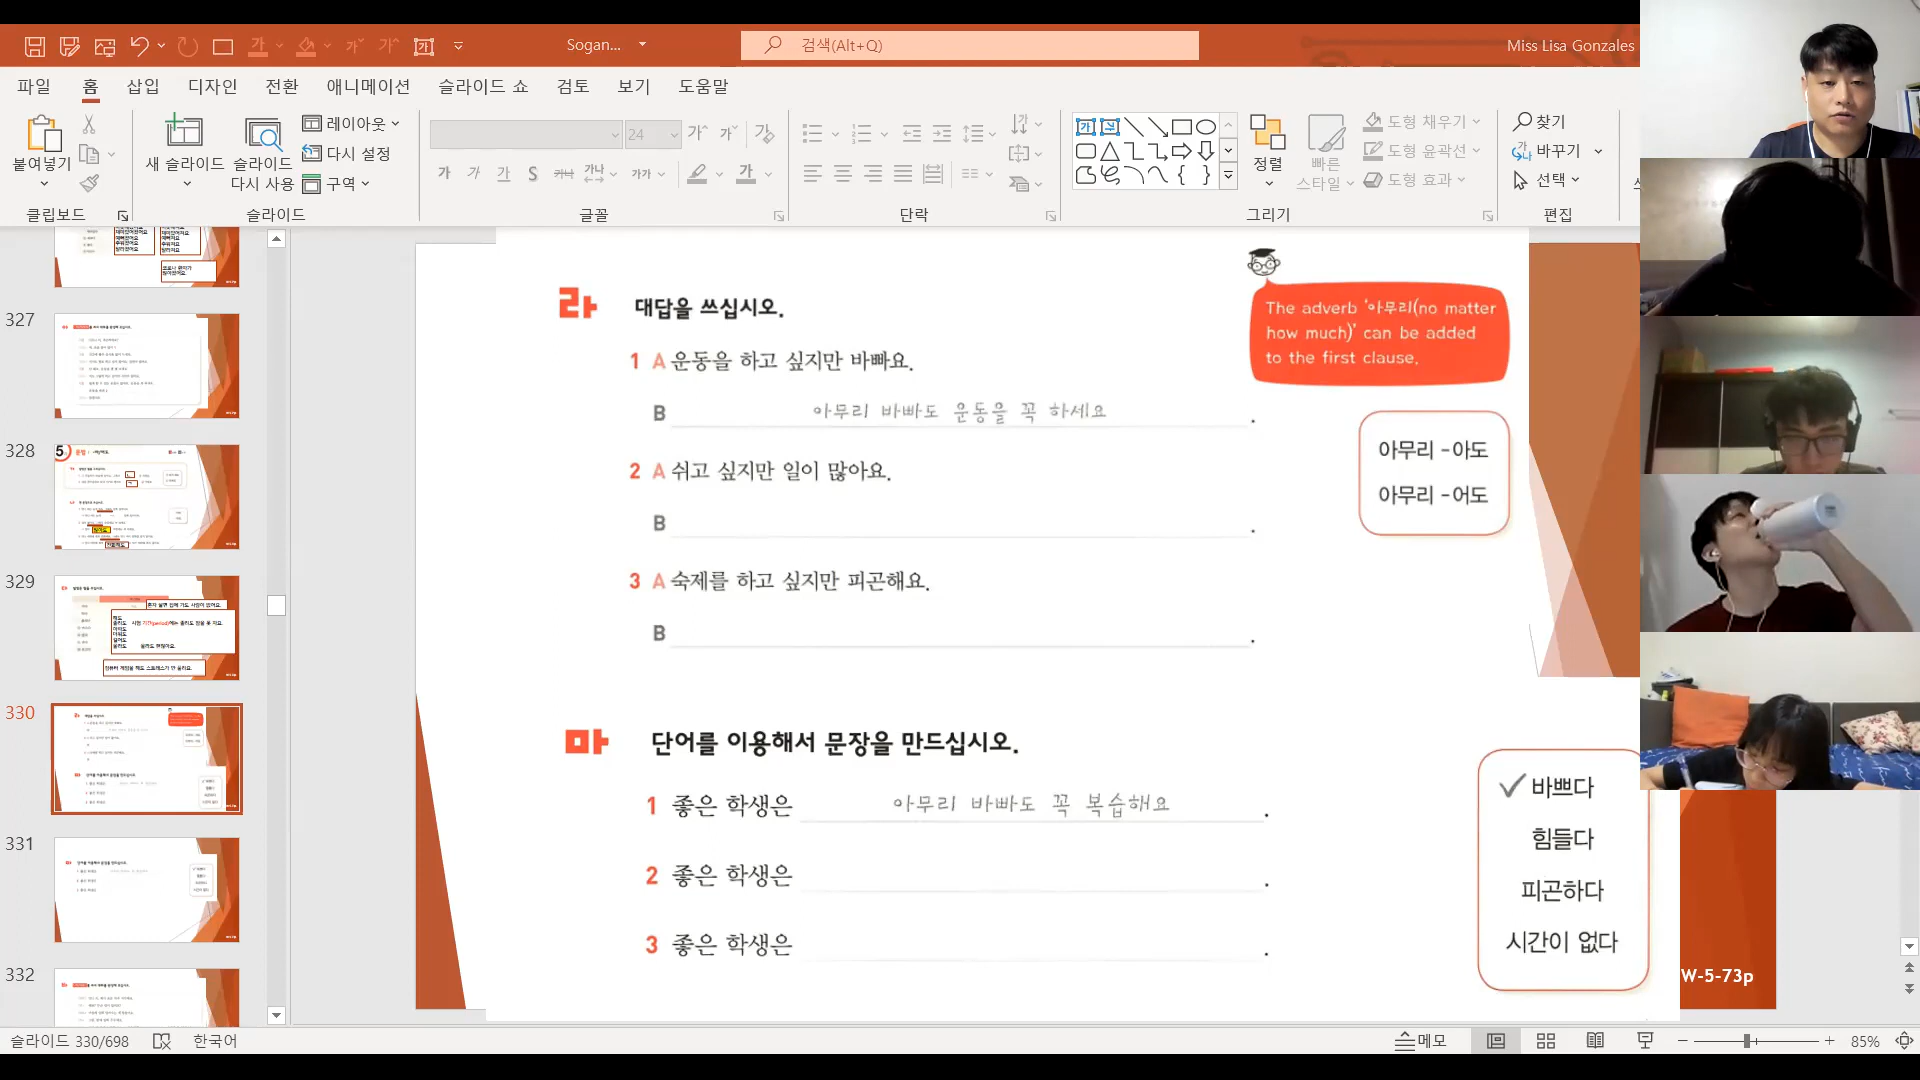 Sogan...
검색(Alt+Q)
Miss Lisa Gonzales
파일 홈 삽입 디자인 전환 애니메이션 슬라이드 쇼 검토 보기 도움말
붙여넣기
새 슬라이드
슬라이드 다시 사용
레이아웃
다시 설정
구역
24
정렬
빠른 스타일
도형 채우기
도형 윤곽선
도형 효과
찾기
바꾸기
선택
클립보드 슬라이드 글꼴 단락 그리기 편집
327
328
329
330
331
332
라 대답을 쓰십시오.
The adverb '아무리(no matter
how much)' can be added
to the first clause.
1 A 운동을 하고 싶지만 바빠요.
B 아무리 바빠도 운동을 꼭 하세요.
2 A 쉬고 싶지만 일이 많아요.
B .
3 A 숙제를 하고 싶지만 피곤해요.
B .
아무리 -아도
아무리 -어도
마 단어를 이용해서 문장을 만드십시오.
1 좋은 학생은 아무리 바빠도 꼭 복습해요.
2 좋은 학생은 .
3 좋은 학생은 .
✓바쁘다
힘들다
피곤하다
시간이 없다
W-5-73p
슬라이드 330/698 한국어 메모 85%